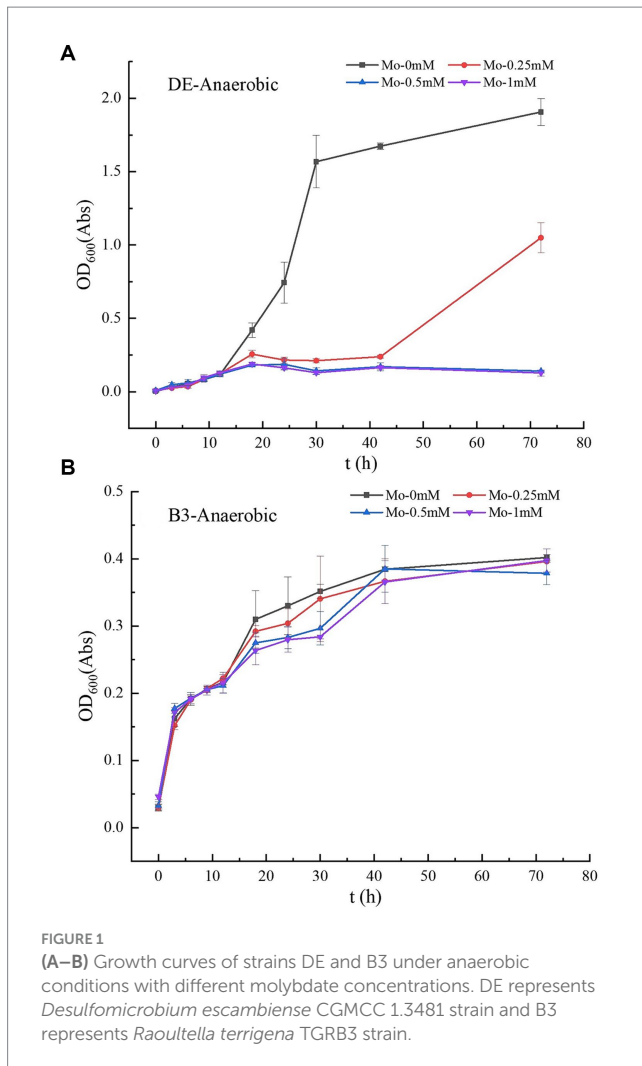 A
DE-Anaerobic
Mo-0mM Mo-0.25mM
Mo-0.5mM Mo-1mM
2.0
1.5
1.0
0.5
0.0
OD600(Abs)
0 10 20 30 40 50 60 70 80
t (h)
B
B3-Anaerobic
Mo-0mM Mo-0.25mM
Mo-0.5mM Mo-1mM
0.5
0.4
0.3
0.2
0.1
0.0
OD600(Abs)
0 10 20 30 40 50 60 70 80
t (h)
FIGURE 1
(A–B) Growth curves of strains DE and B3 under anaerobic
conditions with different molybdate concentrations. DE represents
Desulfomicrobium escambiense CGMCC 1.3481 strain and B3
represents Raoultella terrigena TGRB3 strain.